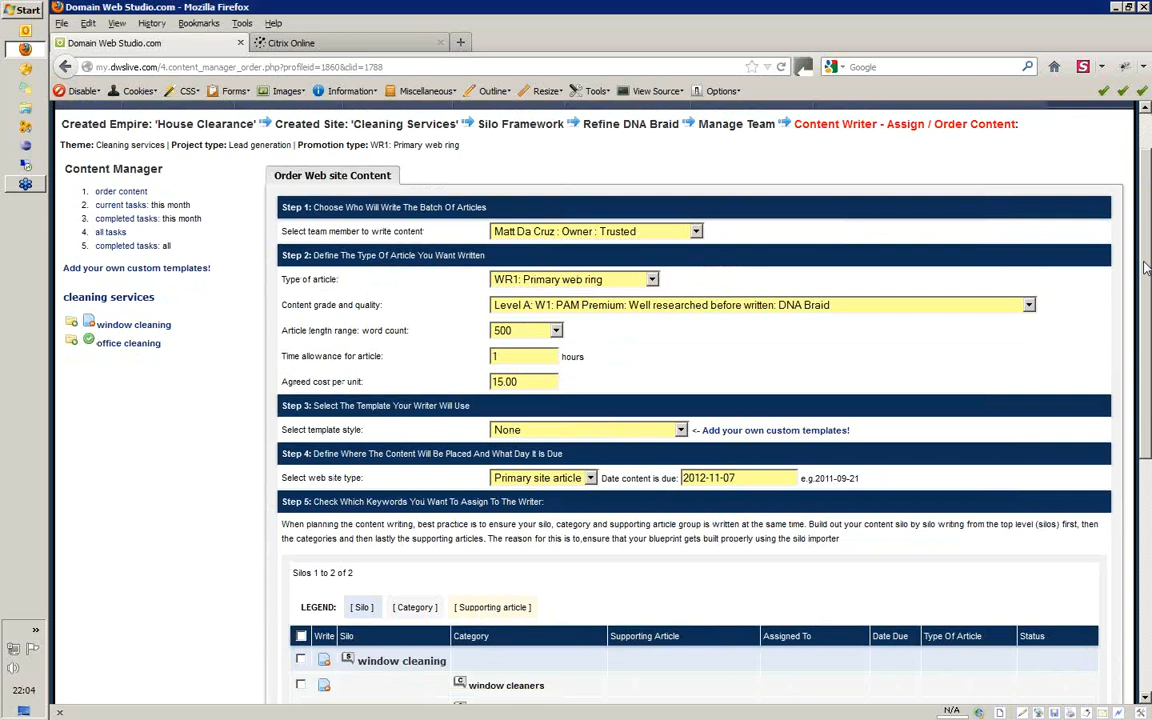 Start
Domain Web Studio.com - Mozilla Firefox
File Edit View History Bookmarks Tools Help
Domain Web Studio.com
Citrix Online
my.dwslive.com/4.content_manager_order.php?profileid=1860&clid=1788
Google
Disable Cookies CSS Forms Images Information Miscellaneous Outline Resize Tools View Source Options
Created Empire: 'House Clearance' Created Site: 'Cleaning Services' Silo Framework Refine DNA Braid Manage Team Content Writer - Assign / Order Content:
Theme: Cleaning services | Project type: Lead generation | Promotion type: WR1: Primary web ring
Content Manager
1. order content
2. current tasks: this month
3. completed tasks: this month
4. all tasks
5. completed tasks: all
Add your own custom templates!
cleaning services
window cleaning
office cleaning
Order Web site Content
Step 1: Choose Who Will Write The Batch Of Articles
Select team member to write content: Matt Da Cruz : Owner : Trusted
Step 2: Define The Type Of Article You Want Written
Type of article: WR1: Primary web ring
Content grade and quality: Level A: W1: PAM Premium: Well researched before written: DNA Braid
Article length range: word count: 500
Time allowance for article: 1 hours
Agreed cost per unit: 15.00
Step 3: Select The Template Your Writer Will Use
Select template style: None <- Add your own custom templates!
Step 4: Define Where The Content Will Be Placed And What Day It Is Due
Select web site type: Primary site article Date content is due: 2012-11-07 e.g.2011-09-21
Step 5: Check Which Keywords You Want To Assign To The Writer:
When planning the content writing, best practice is to ensure your silo, category and supporting article group is written at the same time. Build out your content silo by silo writing from the top level (silos) first, then
the categories and then lastly the supporting articles. The reason for this is to,ensure that your blueprint gets built properly using the silo importer
Silos 1 to 2 of 2
LEGEND: [ Silo ] [ Category ] [ Supporting article ]
Write Silo Category Supporting Article Assigned To Date Due Type Of Article Status
window cleaning
window cleaners
22:04
N/A